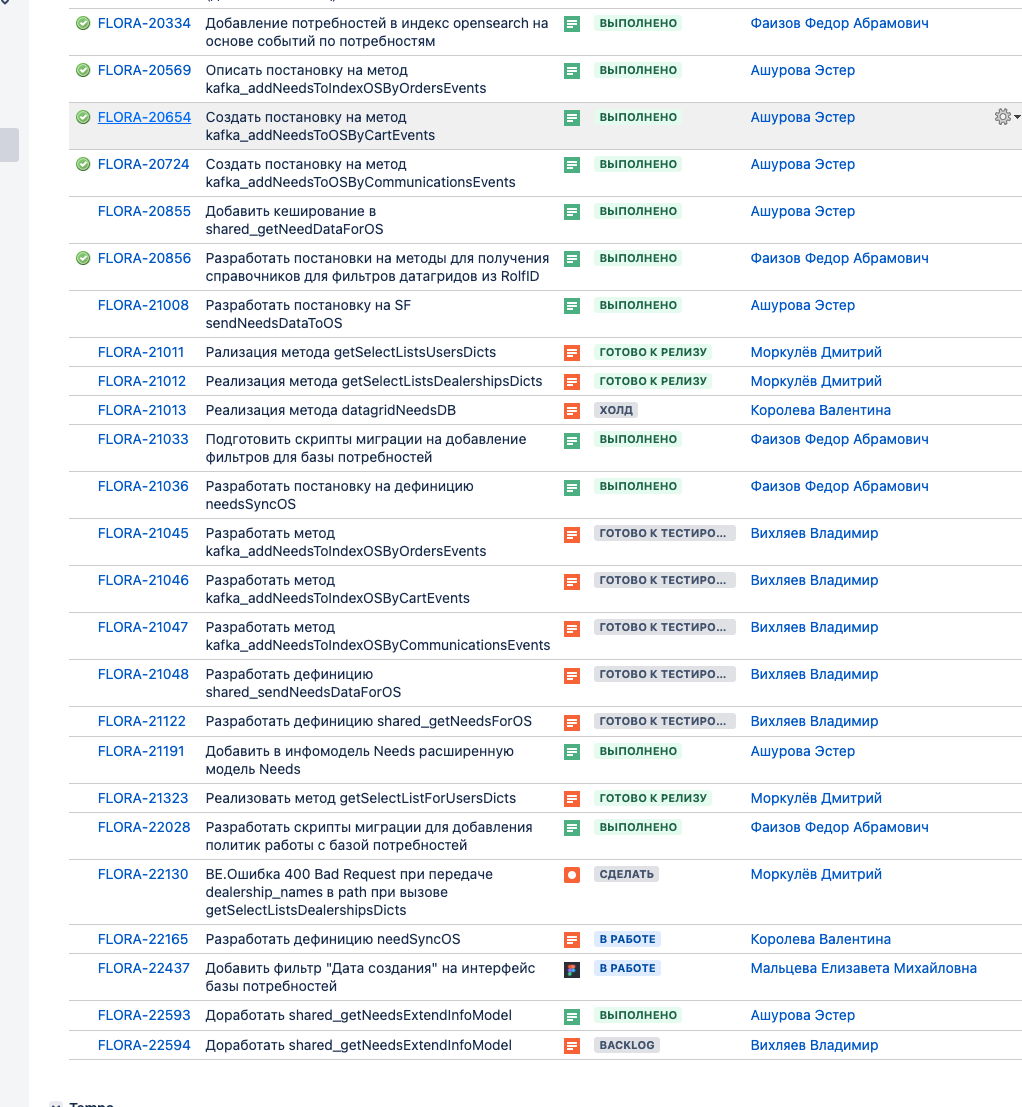 FLORA-20334 Добавление потребностей в индекс opensearch на ВЫПОЛНЕНО Фаизов Федор Абрамович
основе событий по потребностям
FLORA-20569 Описать постановку на метод ВЫПОЛНЕНО Ашурова Эстер
kafka_addNeedsToIndexOSByOrdersEvents
FLORA-20654 Создать постановку на метод ВЫПОЛНЕНО Ашурова Эстер
kafka_addNeedsToOSByCartEvents
FLORA-20724 Создать постановку на метод ВЫПОЛНЕНО Ашурова Эстер
kafka_addNeedsToOSByCommunicationsEvents
FLORA-20855 Добавить кеширование в ВЫПОЛНЕНО Ашурова Эстер
shared_getNeedDataForOS
FLORA-20856 Разработать постановки на методы для получения ВЫПОЛНЕНО Фаизов Федор Абрамович
справочников для фильтров датагридов из RolfID
FLORA-21008 Разработать постановку на SF ВЫПОЛНЕНО Ашурова Эстер
sendNeedsDataToOS
FLORA-21011 Рализация метода getSelectListsUsersDicts ГОТОВО К РЕЛИЗУ Моркулёв Дмитрий
FLORA-21012 Реализация метода getSelectListsDealershipsDicts ГОТОВО К РЕЛИЗУ Моркулёв Дмитрий
FLORA-21013 Реализация метода datagridNeedsDB ХОЛД Королева Валентина
FLORA-21033 Подготовить скрипты миграции на добавление ВЫПОЛНЕНО Фаизов Федор Абрамович
фильтров для базы потребностей
FLORA-21036 Разработать постановку на дефиницию ВЫПОЛНЕНО Фаизов Федор Абрамович
needsSyncOS
FLORA-21045 Разработать метод ГОТОВО К ТЕСТИРО... Вихляев Владимир
kafka_addNeedsToIndexOSByOrdersEvents
FLORA-21046 Разработать метод ГОТОВО К ТЕСТИРО... Вихляев Владимир
kafka_addNeedsToIndexOSByCartEvents
FLORA-21047 Разработать метод ГОТОВО К ТЕСТИРО... Вихляев Владимир
kafka_addNeedsToIndexOSByCommunicationsEvents
FLORA-21048 Разработать дефиницию ГОТОВО К ТЕСТИРО... Вихляев Владимир
shared_sendNeedsDataForOS
FLORA-21122 Разработать дефиницию shared_getNeedsForOS ГОТОВО К ТЕСТИРО... Вихляев Владимир
FLORA-21191 Добавить в инфомодель Needs расширенную ВЫПОЛНЕНО Ашурова Эстер
модель Needs
FLORA-21323 Реализовать метод getSelectListForUsersDicts ГОТОВО К РЕЛИЗУ Моркулёв Дмитрий
FLORA-22028 Разработать скрипты миграции для добавления ВЫПОЛНЕНО Фаизов Федор Абрамович
политик работы с базой потребностей
FLORA-22130 BE.Ошибка 400 Bad Request при передаче СДЕЛАТЬ Моркулёв Дмитрий
dealership_names в path при вызове
getSelectListsDealershipsDicts
FLORA-22165 Разработать дефиницию needSyncOS В РАБОТЕ Королева Валентина
FLORA-22437 Добавить фильтр "Дата создания" на интерфейс В РАБОТЕ Мальцева Елизавета Михайловна
базы потребностей
FLORA-22593 Доработать shared_getNeedsExtendInfoModel ВЫПОЛНЕНО Ашурова Эстер
FLORA-22594 Доработать shared_getNeedsExtendInfoModel BACKLOG Вихляев Владимир